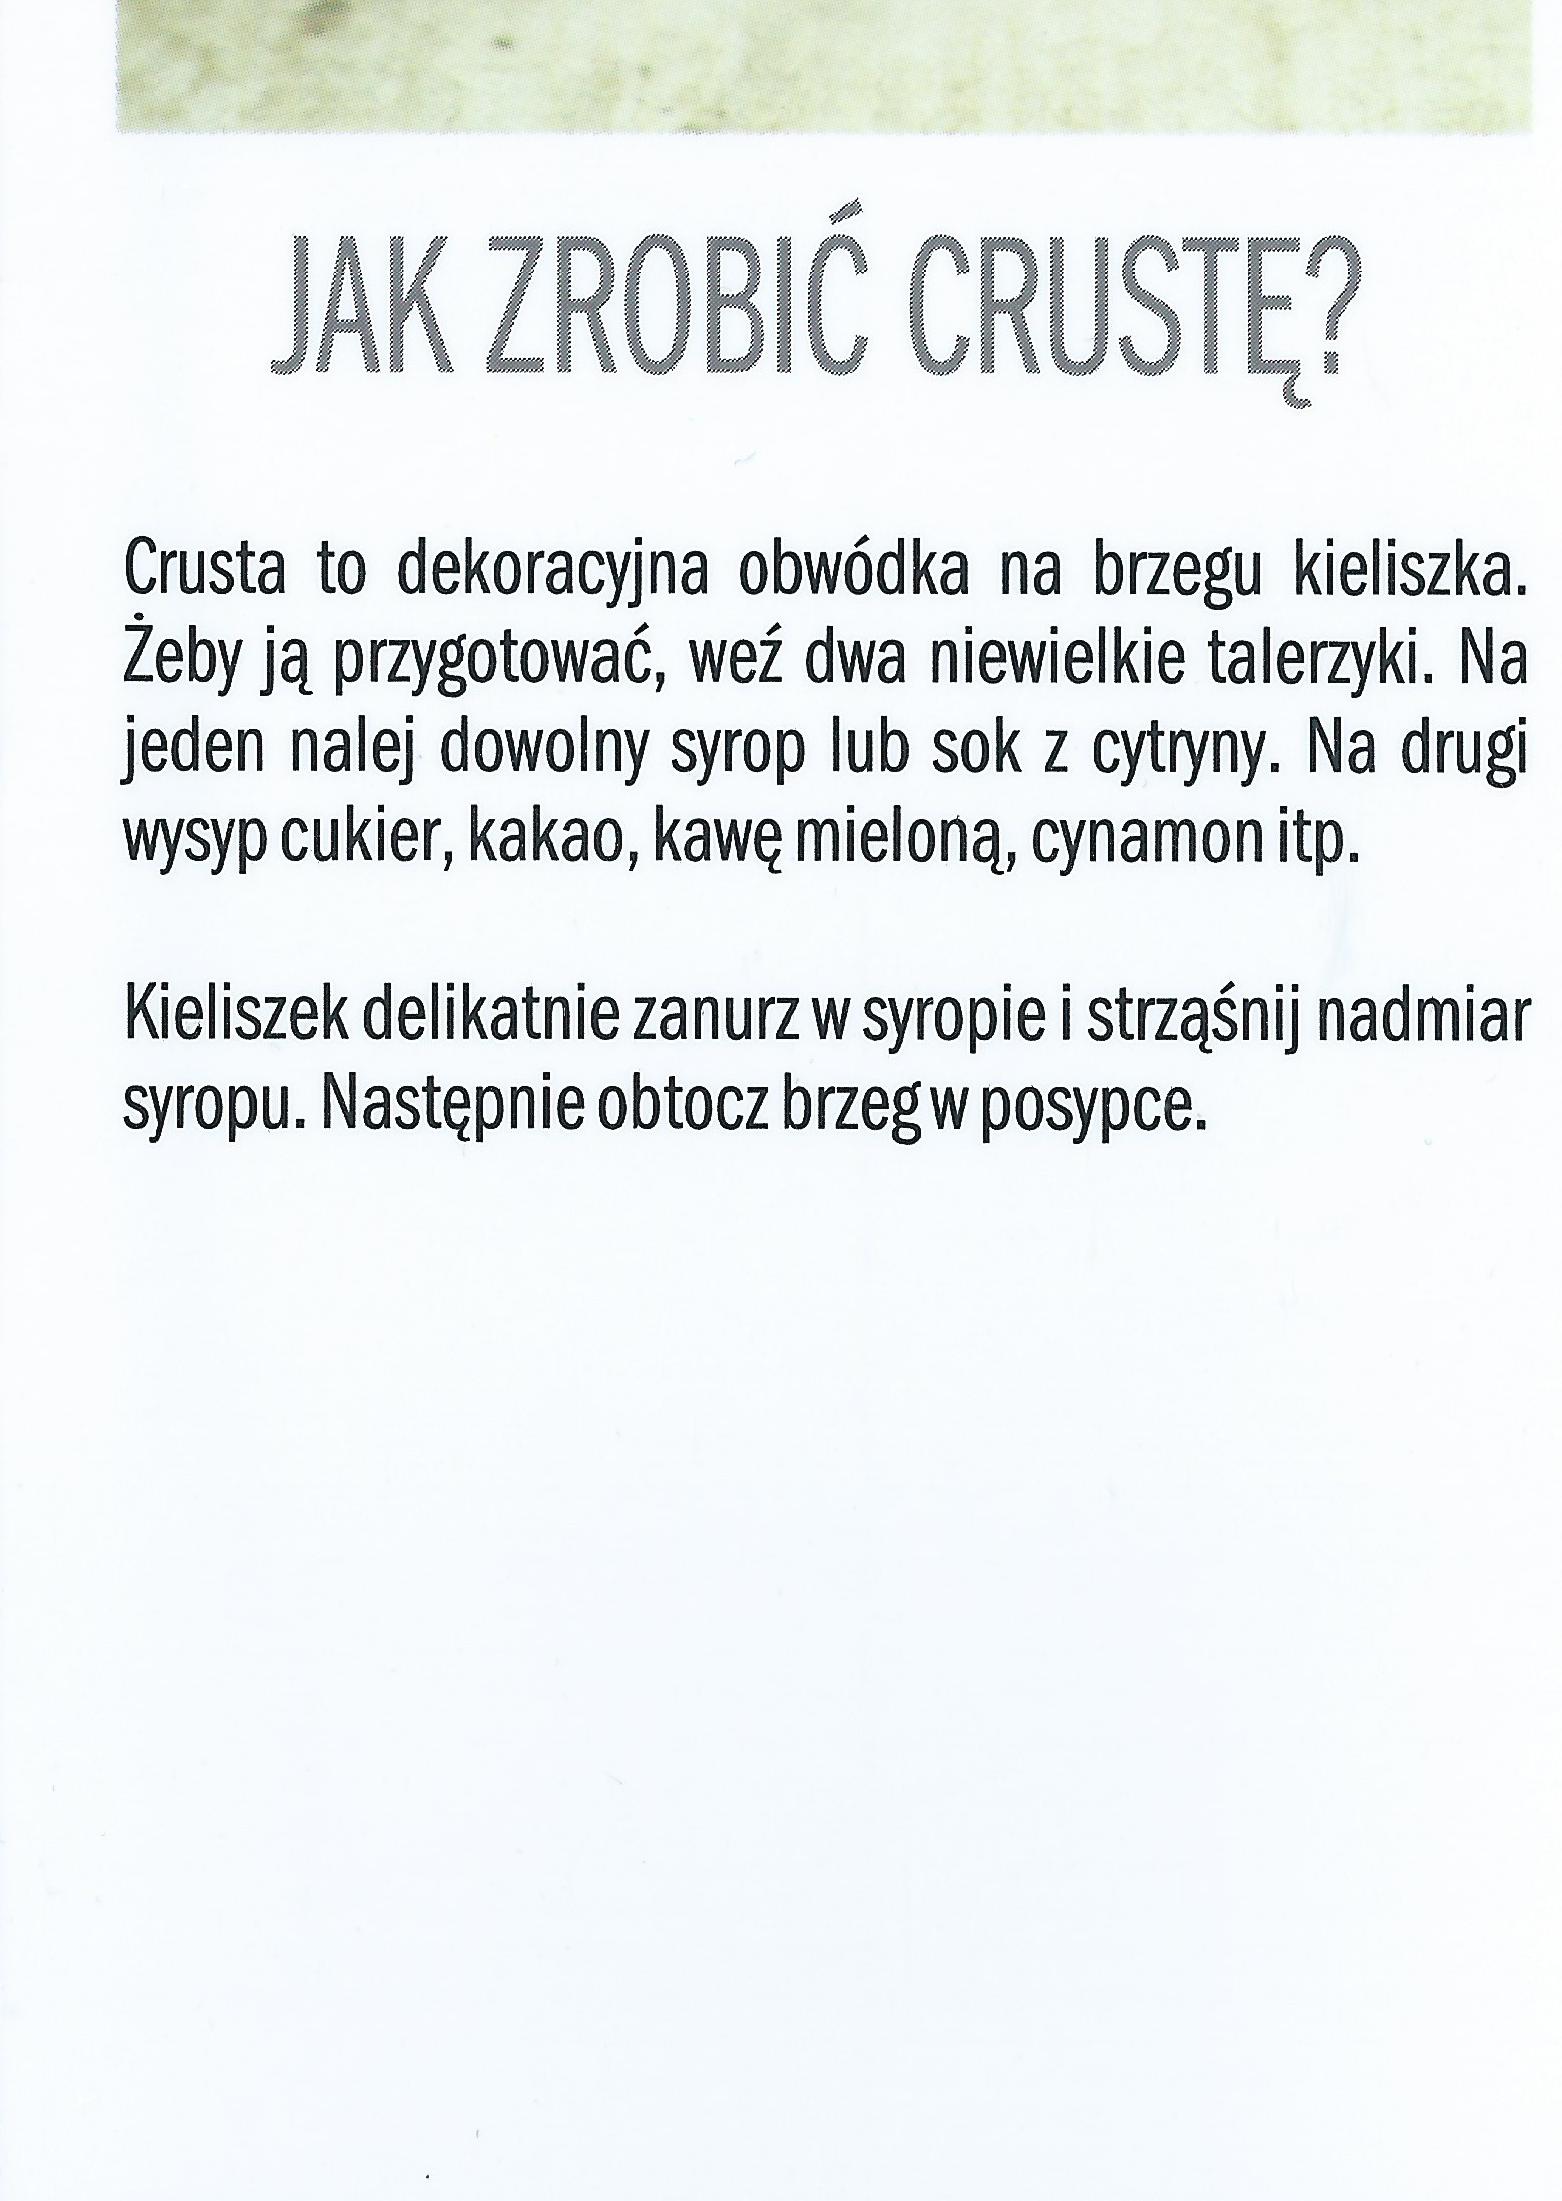 JAK ZROBIĆ CRUSTĘ?
Crusta to dekoracyjna obwódka na brzegu kieliszka.
Żeby ją przygotować, weź dwa niewielkie talerzyki. Na
jeden nalej dowolny syrop lub sok z cytryny. Na drugi
wysyp cukier, kakao, kawę mieloną, cynamon itp.
Kieliszek delikatnie zanurz w syropie i strząśnij nadmiar
syropu. Następnie obtocz brzeg w posypce.